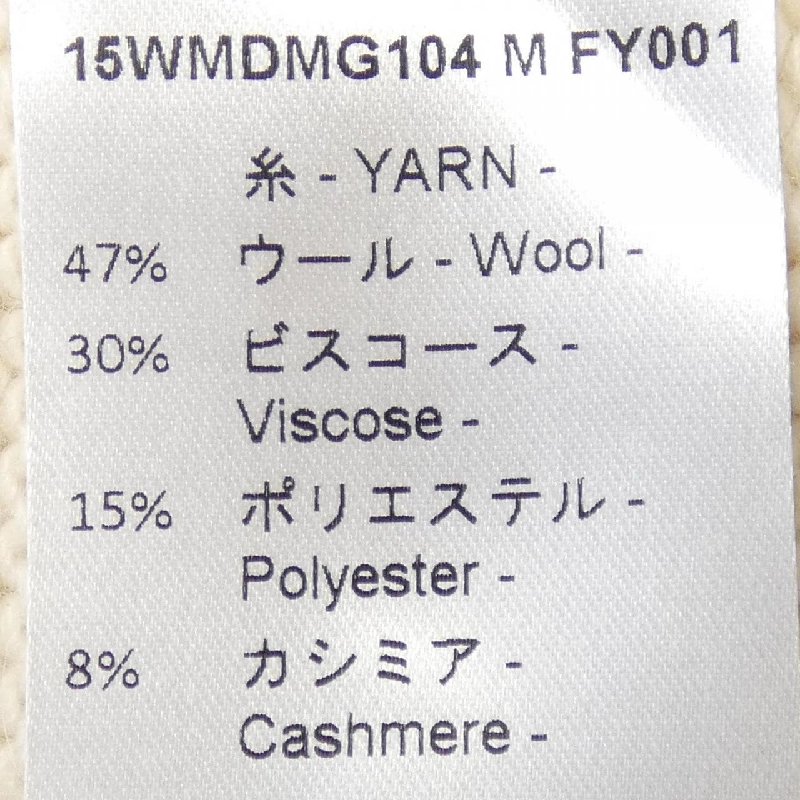 15WMDMG104 M FY001
糸 - YARN -
47% ウール - Wool -
30% ビスコース -
Viscose -
15% ポリエステル -
Polyester -
8% カシミア -
Cashmere -